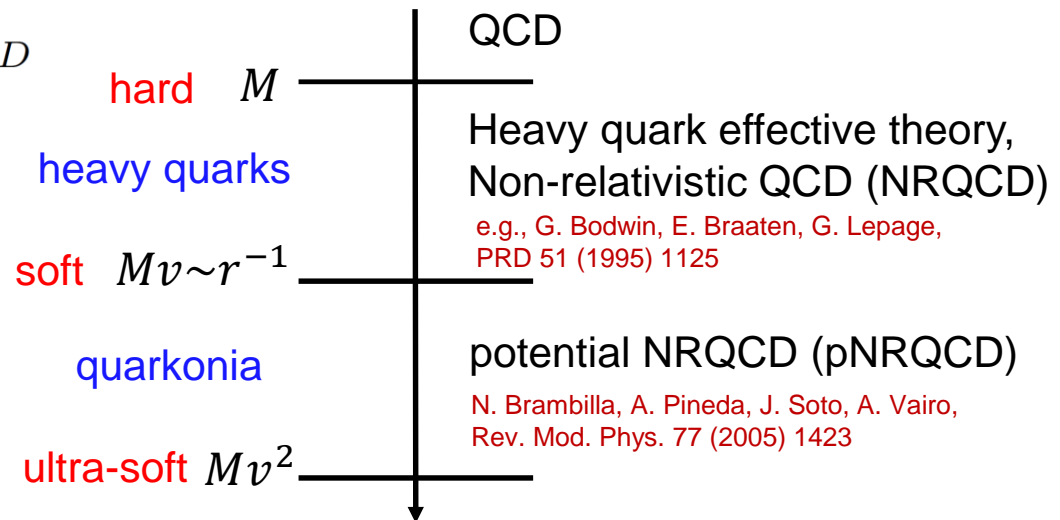 QCD
D
hard M
Heavy quark effective theory,
Non-relativistic QCD (NRQCD)
heavy quarks
e.g., G. Bodwin, E. Braaten, G. Lepage,
PRD 51 (1995) 1125
soft Mv~r⁻¹
potential NRQCD (pNRQCD)
quarkonia
N. Brambilla, A. Pineda, J. Soto, A. Vairo,
Rev. Mod. Phys. 77 (2005) 1423
ultra-soft Mv²